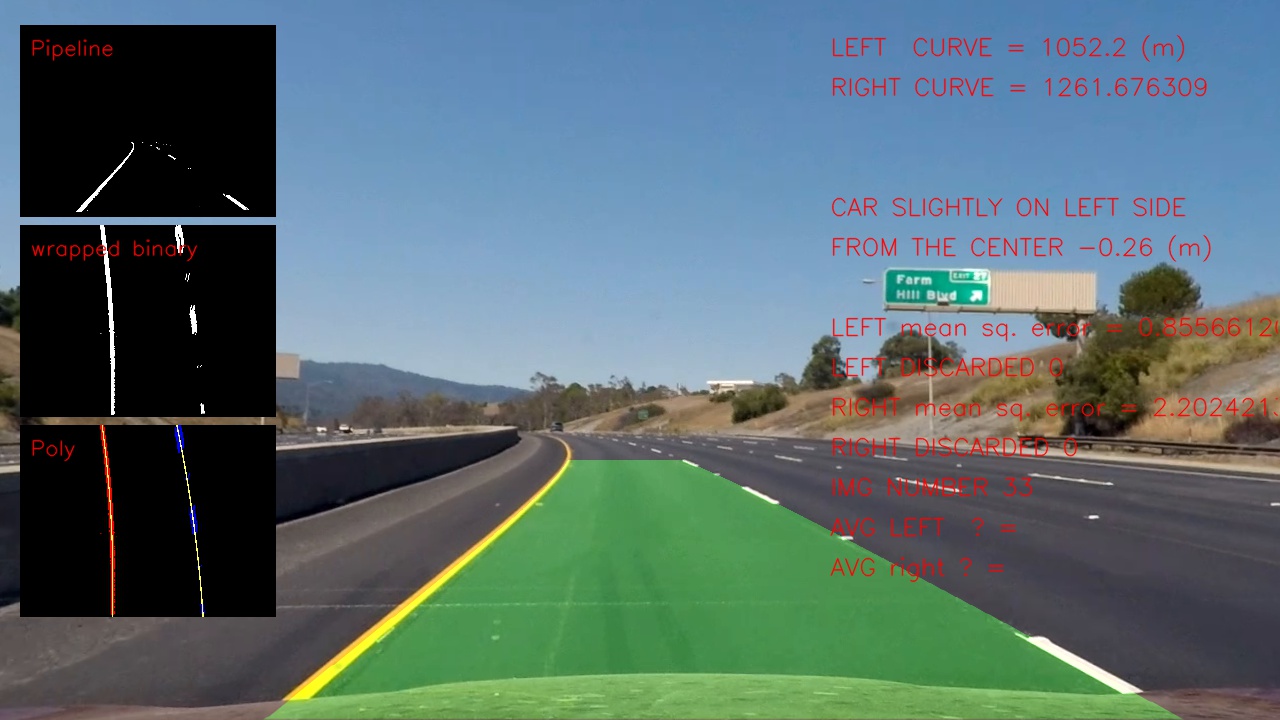 Pipeline
wrapped binary
Poly
LEFT  CURVE = 1052.2 (m)
RIGHT CURVE = 1261.676309
CAR SLIGHTLY ON LEFT SIDE
FROM THE CENTER -0.26 (m)
EXIT 27
Farm
Hill Blvd
LEFT mean sq. error = 0.8556612
LEFT DISCARDED 0
RIGHT mean sq. error = 2.202421
RIGHT DISCARDED 0
IMG NUMBER 33
AVG LEFT  ? =
AVG right ? =